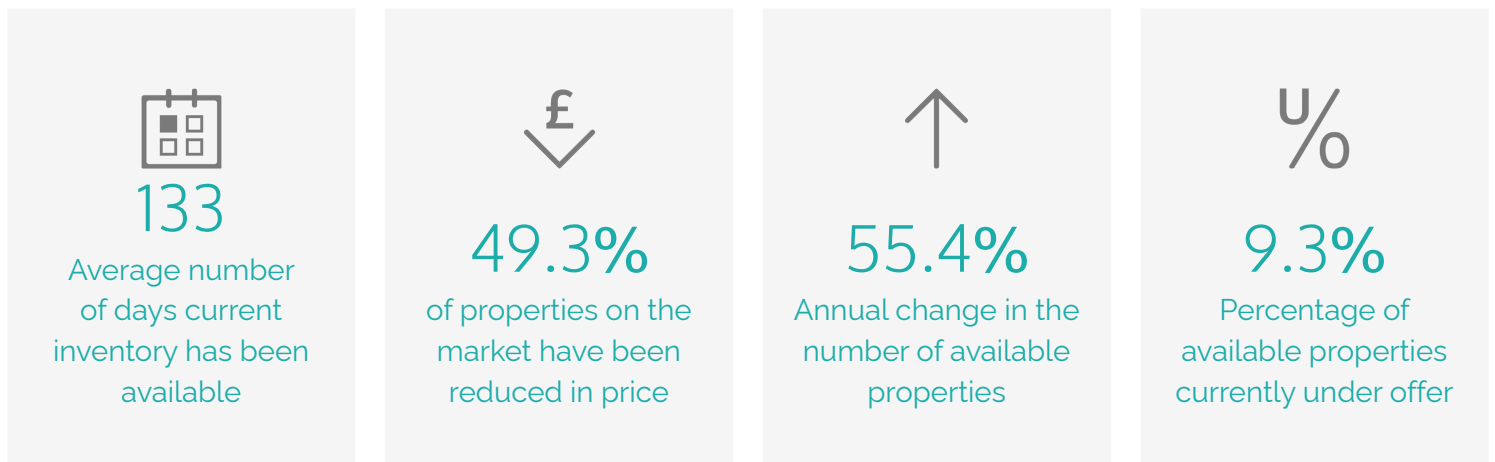 133
Average number
of days current
inventory has been
available
£
49.3%
of properties on the
market have been
reduced in price
55.4%
Annual change in the
number of available
properties
U/O
9.3%
Percentage of
available properties
currently under offer